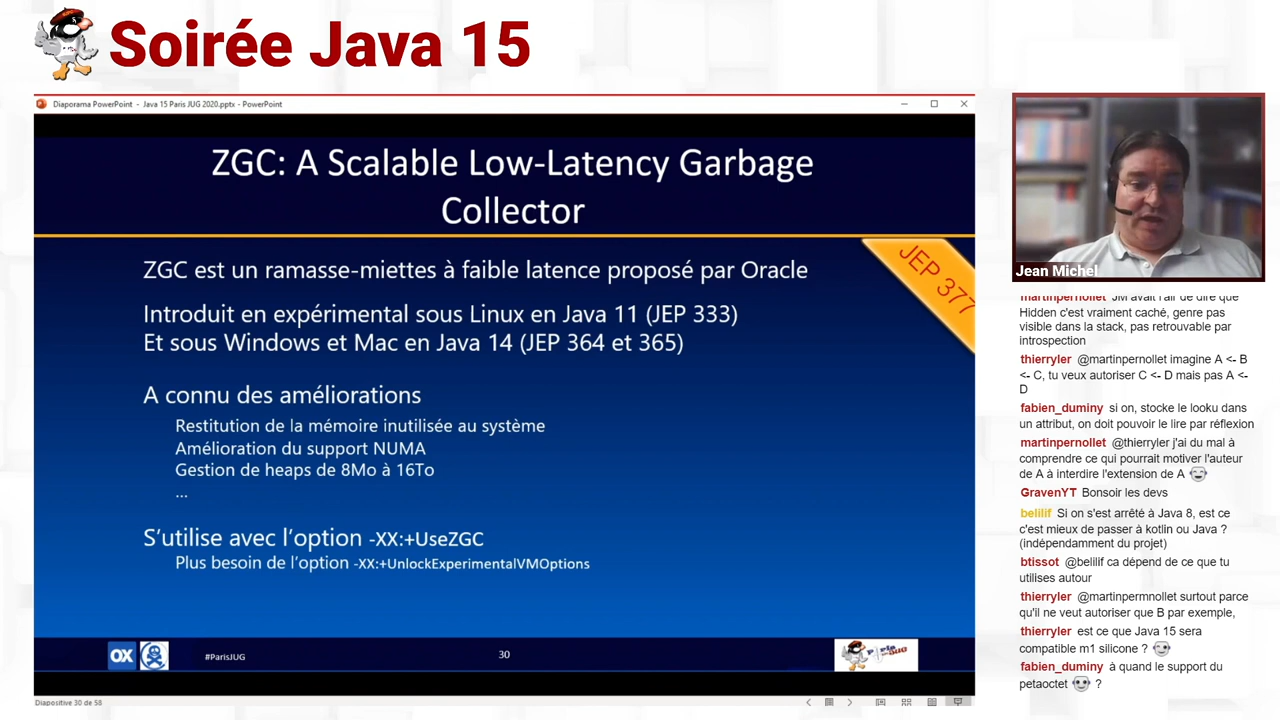 Soirée Java 15
Diaporama PowerPoint - Java 15 Paris JUG 2020.pptx - PowerPoint
ZGC: A Scalable Low-Latency Garbage
Collector
JEP 377
ZGC est un ramasse-miettes à faible latence proposé par Oracle
Introduit en expérimental sous Linux en Java 11 (JEP 333)
Et sous Windows et Mac en Java 14 (JEP 364 et 365)
A connu des améliorations
Restitution de la mémoire inutilisée au système
Amélioration du support NUMA
Gestion de heaps de 8Mo à 16To
...
S'utilise avec l'option -XX:+UseZGC
Plus besoin de l'option -XX:+UnlockExperimentalVMOptions
OX
#ParisJUG
30
Diapositive 30 de 58
Jean Michel
martinpernollet JM avait l'air de dire que
Hidden c'est vraiment caché, genre pas
visible dans la stack, pas retrouvable par
introspection
thierryler @martinpernollet imagine A <- B
<- C, tu veux autoriser C <- D mais pas A <-
D
fabien_duminy si on, stocke le looku dans
un attribut, on doit pouvoir le lire par réflexion
martinpernollet @thierryler j'ai du mal à
comprendre ce qui pourrait motiver l'auteur
de A à interdire l'extension de A
GravenYT Bonsoir les devs
belilif Si on s'est arrêté à Java 8, est ce
c'est mieux de passer à kotlin ou Java ?
(indépendamment du projet)
btissot @belilif ca dépend de ce que tu
utilises autour
thierryler @martinpermnollet surtout parce
qu'il ne veut autoriser que B par exemple,
thierryler est ce que Java 15 sera
compatible m1 silicone ?
fabien_duminy à quand le support du
petaoctet ?